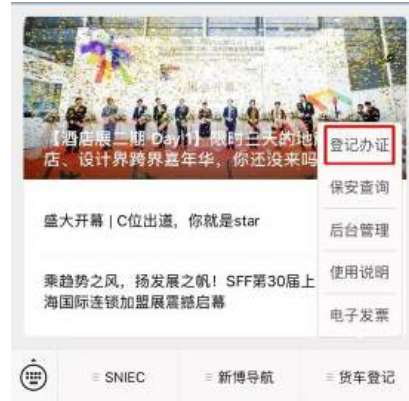 【酒店展二期 Day 1】限时三天的地
店、设计界跨界嘉年华，你还没来吗
登记办证
保安查询
盛大开幕 | C位出道，你就是star
后台管理
乘趋势之风，扬发展之帆！SFF第30届上
海国际连锁加盟展震撼启幕
使用说明
电子发票
SNIEC
新博导航
货车登记